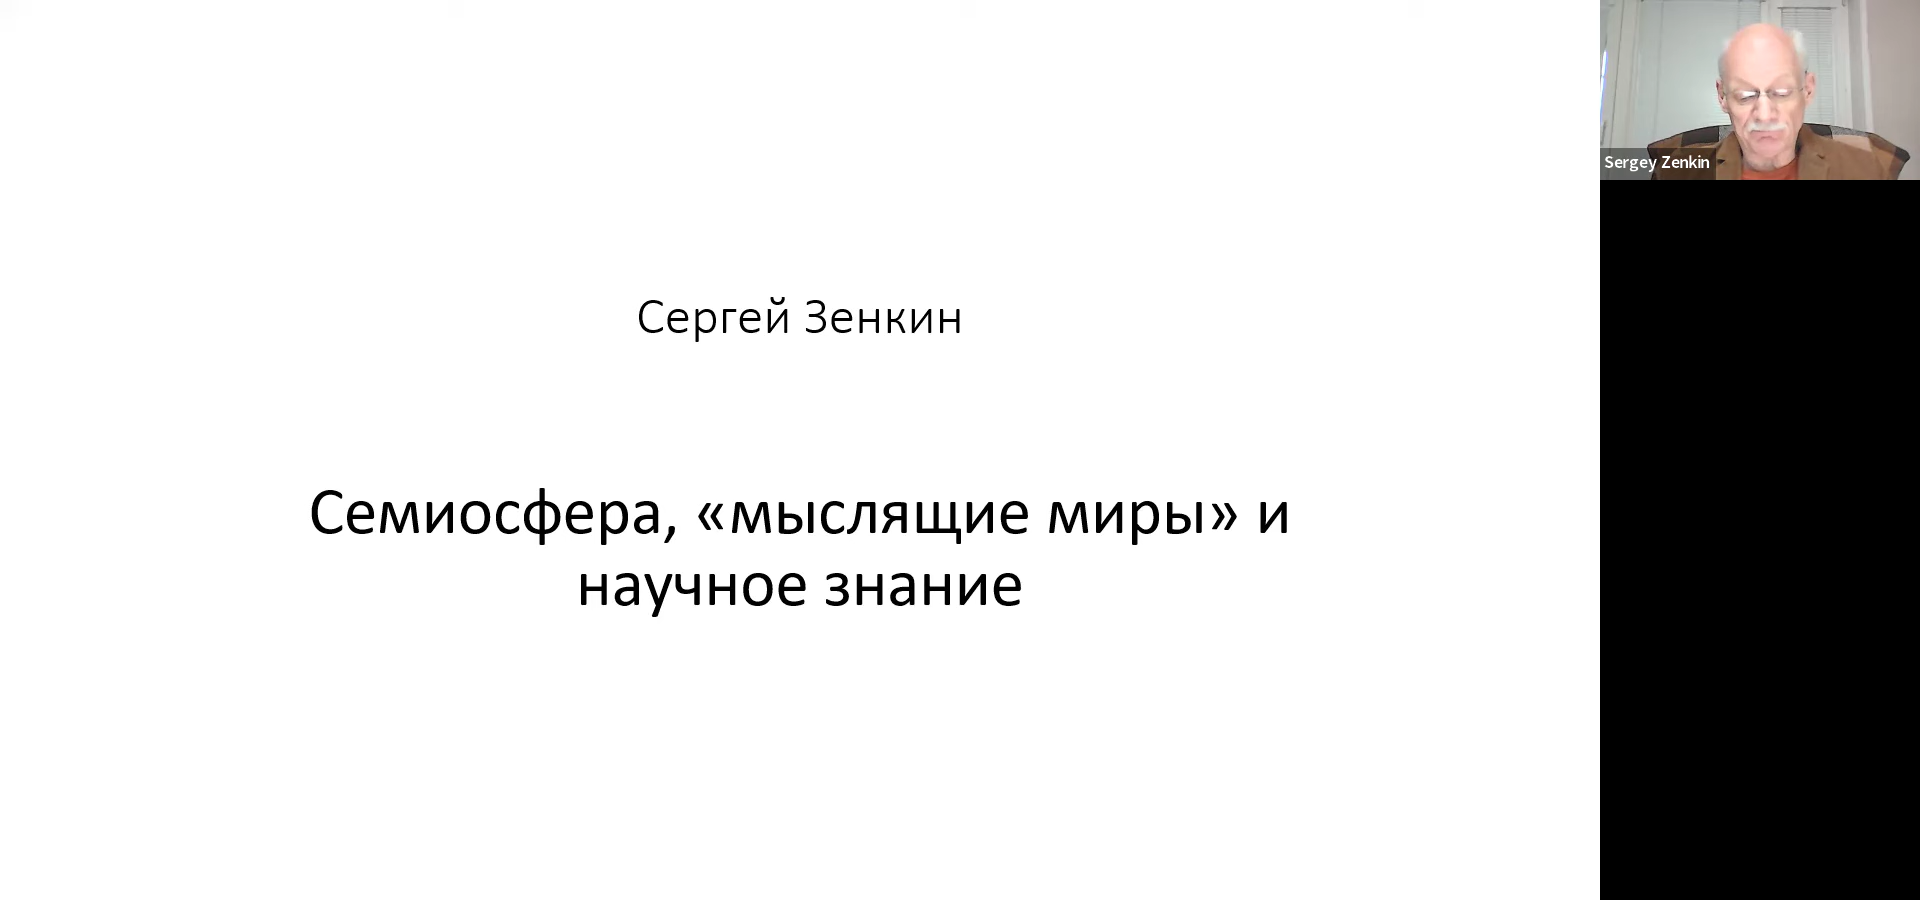 Сергей Зенкин
Семиосфера, «мыслящие миры» и
научное знание
Sergey Zenkin